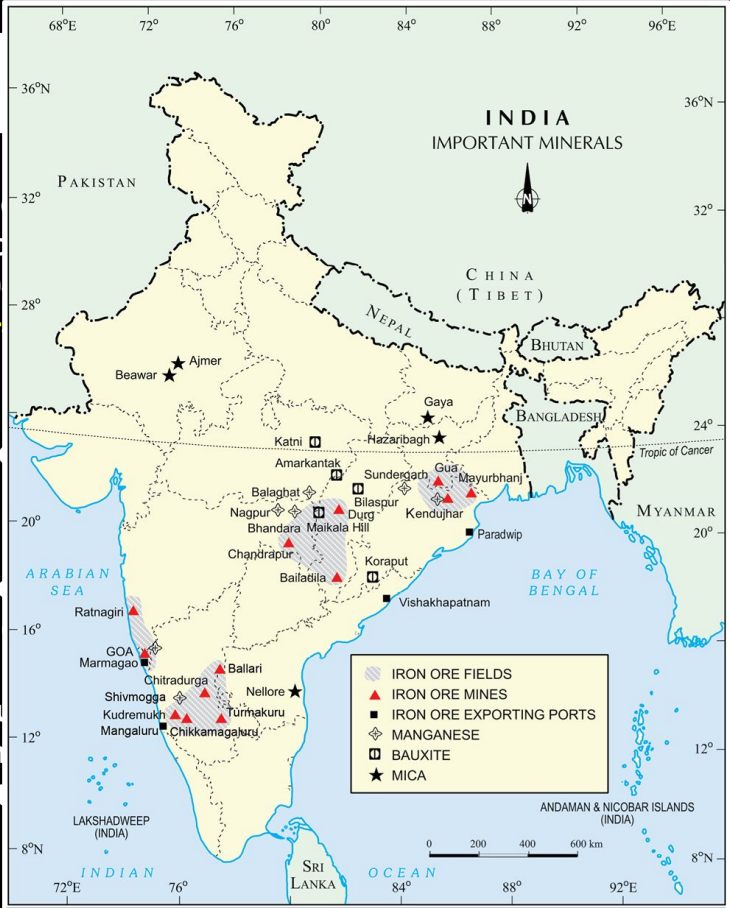 68°E
72°
76°
80°
84°
88°
92°
96°E
36°N
36°N
INDIA
IMPORTANT MINERALS
N
PAKISTAN
32°
32°
CHINA
(TIBET)
28°
28°
NEPAL
BHUTAN
Ajmer
Beawar
Gaya
BANGLADESH
24°
Katni
Hazaribagh
Tropic of Cancer
Amarkantak
Sundergarh
Gua
Mayurbhanj
Balaghat
Bilaspur
Nagpur
Durg
Kendujhar
MYANMAR
20°
Bhandara
Maikala Hill
Paradwip
20°
Chandrapur
Koraput
ARABIAN
SEA
Bailadila
BAY OF
BENGAL
Vishakhapatnam
Ratnagiri
16°
16°
GOA
Marmagao
Ballari
Chitradurga
Shivmogga
Nellore
Kudremukh
Turmakuru
Mangaluru
Chikkamagaluru
IRON ORE FIELDS
IRON ORE MINES
IRON ORE EXPORTING PORTS
MANGANESE
BAUXITE
MICA
12°
12°
LAKSHADWEEP
(INDIA)
ANDAMAN & NICOBAR ISLANDS
(INDIA)
0 200 400 600 km
8°N
8°N
SRI
LANKA
INDIAN OCEAN
72°E
76°
84°
88°
92°E